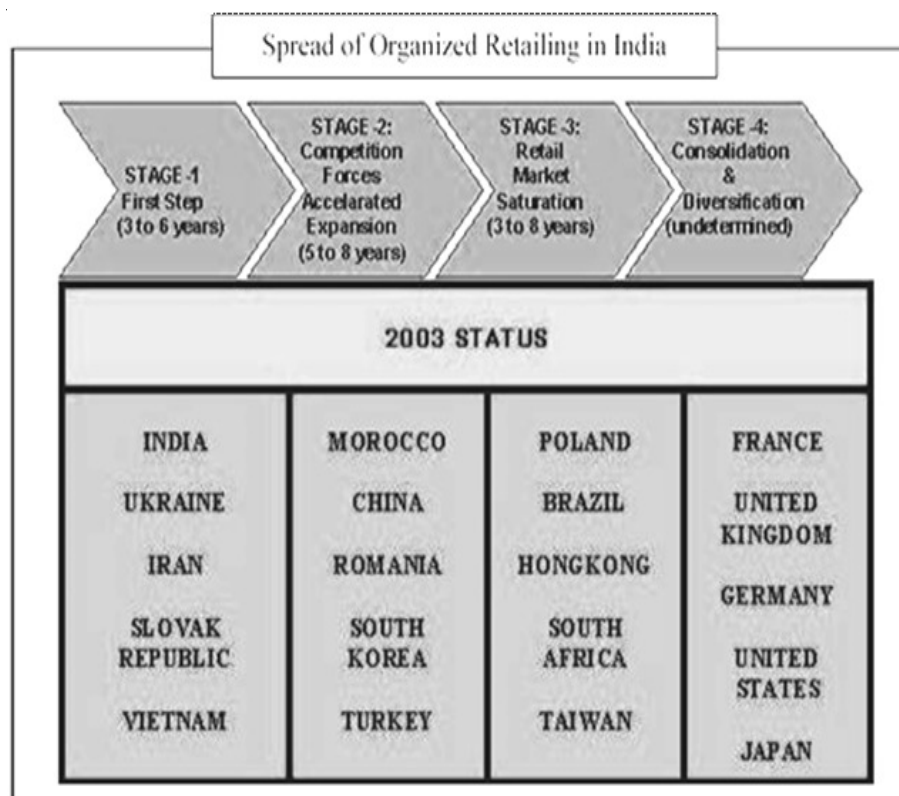 Spread of Organized Retailing in India
STAGE -1
First Step
(3 to 6 years)
STAGE -2:
Competition
Forces
Accelarated
Expansion
(5 to 8 years)
STAGE -3:
Retail
Market
Saturation
(3 to 8 years)
STAGE -4:
Consolidation
&
Diversification
(undetermined)
2003 STATUS
INDIA
UKRAINE
IRAN
SLOVAK
REPUBLIC
VIETNAM
MOROCCO
CHINA
ROMANIA
SOUTH
KOREA
TURKEY
POLAND
BRAZIL
HONGKONG
SOUTH
AFRICA
TAIWAN
FRANCE
UNITED
KINGDOM
GERMANY
UNITED
STATES
JAPAN